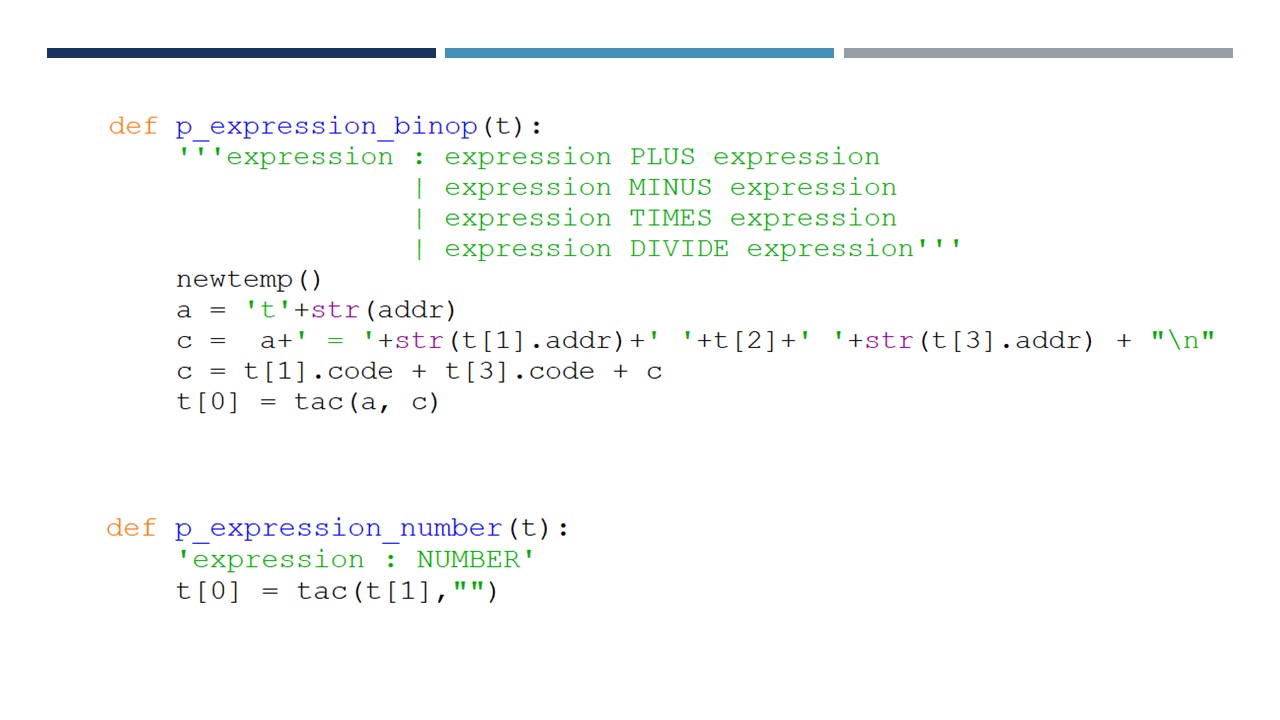 def p_expression_binop(t):
    '''expression : expression PLUS expression
                  | expression MINUS expression
                  | expression TIMES expression
                  | expression DIVIDE expression'''
    newtemp()
    a = 't'+str(addr)
    c =  a+' = '+str(t[1].addr)+' '+t[2]+' '+str(t[3].addr) + "\n"
    c = t[1].code + t[3].code + c
    t[0] = tac(a, c)
def p_expression_number(t):
    'expression : NUMBER'
    t[0] = tac(t[1],"")